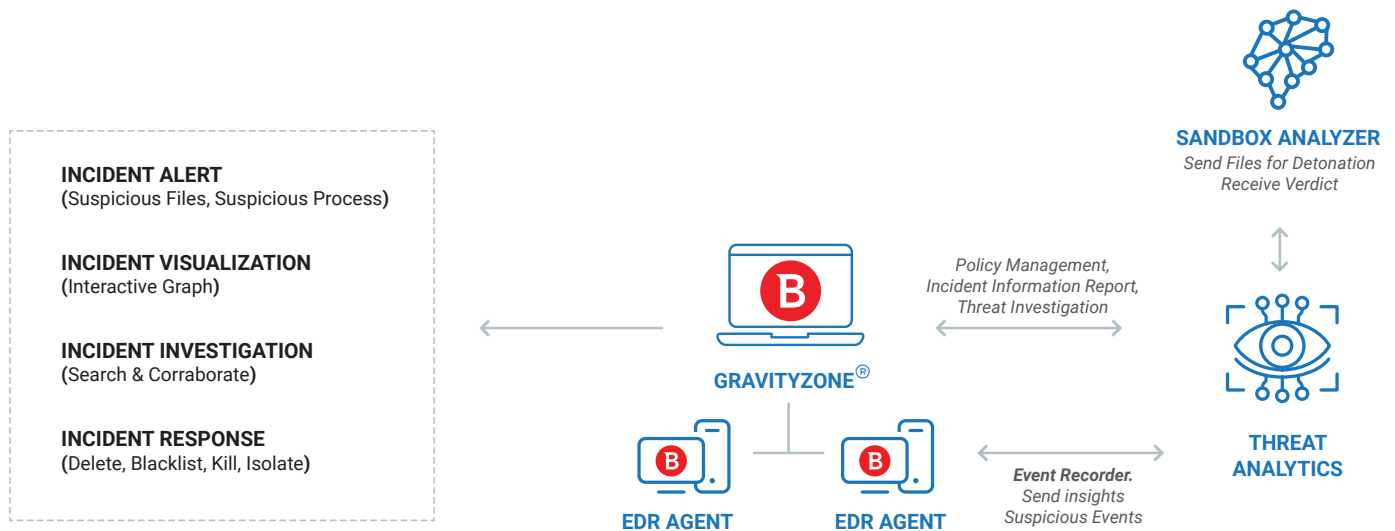 INCIDENT ALERT
(Suspicious Files, Suspicious Process)
INCIDENT VISUALIZATION
(Interactive Graph)
INCIDENT INVESTIGATION
(Search & Corraborate)
INCIDENT RESPONSE
(Delete, Blacklist, Kill, Isolate)
B
GRAVITYZONE®
B
EDR AGENT
B
EDR AGENT
Policy Management,
Incident Information Report,
Threat Investigation
Event Recorder.
Send insights
Suspicious Events
SANDBOX ANALYZER
Send Files for Detonation
Receive Verdict
THREAT
ANALYTICS